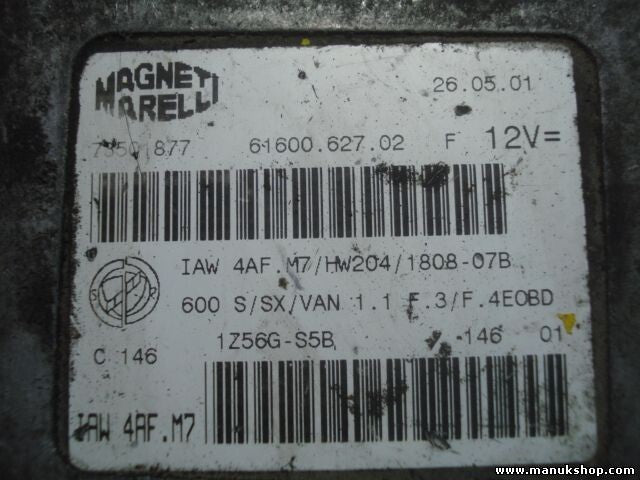 MAGNETI MARELLI
26.05.01
61600.627.02 F 12V=
IAW 4AF.M7/HW204/1808-07B
600 S/SX/VAN 1.1 F.3/F.4EOBD
1Z56G-S5B 146 01
C 146
IAW 4AF.M7
www.manukshop.com